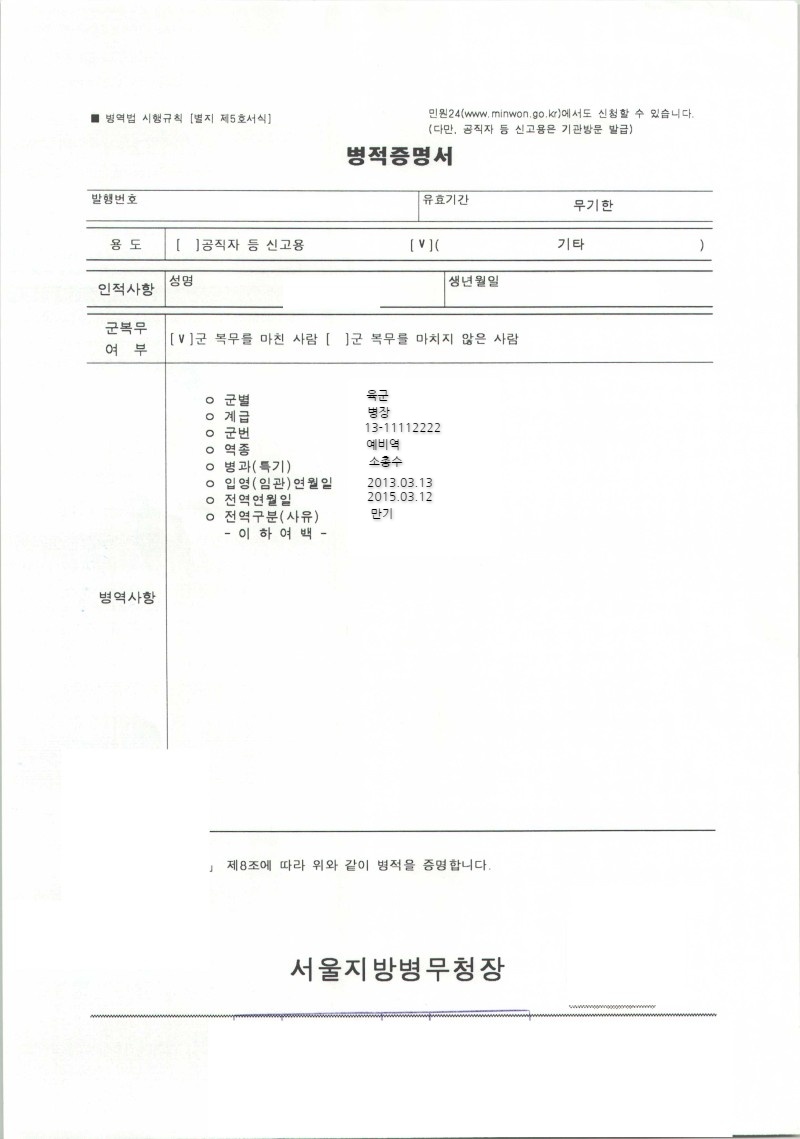 ■ 병역법 시행규칙 [별지 제5호서식]
민원24(www.minwon.go.kr)에서도 신청할 수 있습니다.
(다만, 공직자 등 신고용은 기관방문 발급)
병적증명서
발행번호 유효기간 무기한
용 도 [ ]공직자 등 신고용 [V]( 기타 )
인적사항 성명 생년월일
군복무
여 부
[V]군 복무를 마친 사람 [ ]군 복무를 마치지 않은 사람
병역사항
ㅇ 군별 육군
ㅇ 계급 병장
ㅇ 군번 13-11112222
ㅇ 역종 예비역
ㅇ 병과(특기) 소총수
ㅇ 입영(임관)연월일 2013.03.13
ㅇ 전역연월일 2015.03.12
ㅇ 전역구분(사유) 만기
- 이 하 여 백 -
」 제8조에 따라 위와 같이 병적을 증명합니다.
서울지방병무청장